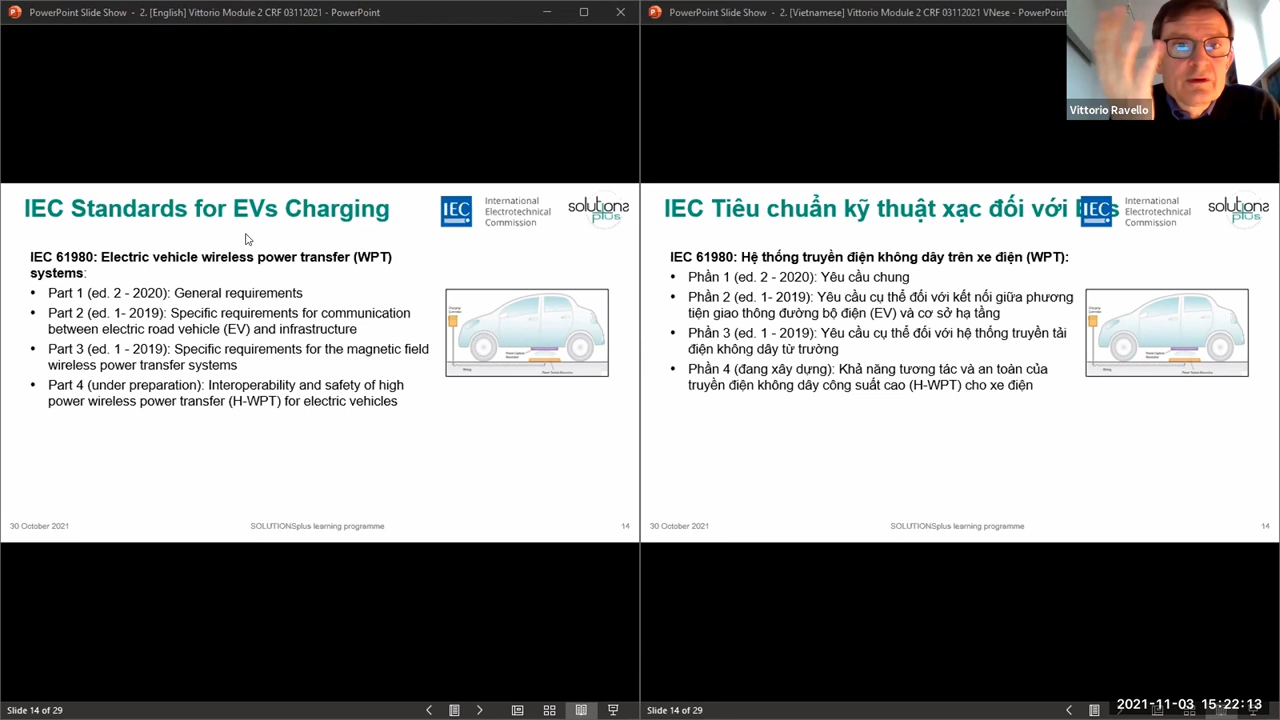 PowerPoint Slide Show - 2. [English] Vittorio Module 2 CRF 03112021 - PowerPoint
IEC Standards for EVs Charging
IEC
International
Electrotechnical
Commission
solutions
plus
IEC 61980: Electric vehicle wireless power transfer (WPT)
systems:
• Part 1 (ed. 2 - 2020): General requirements
• Part 2 (ed. 1- 2019): Specific requirements for communication
between electric road vehicle (EV) and infrastructure
• Part 3 (ed. 1 - 2019): Specific requirements for the magnetic field
wireless power transfer systems
• Part 4 (under preparation): Interoperability and safety of high
power wireless power transfer (H-WPT) for electric vehicles
30 October 2021
SOLUTIONSplus learning programme
14
Slide 14 of 29
PowerPoint Slide Show - 2. [Vietnamese] Vittorio Module 2 CRF 03112021 VNese - PowerPoint
Vittorio Ravello
IEC Tiêu chuẩn kỹ thuật xạc đối với
IEC
International
Electrotechnical
Commission
solutions
plus
IEC 61980: Hệ thống truyền điện không dây trên xe điện (WPT):
• Phần 1 (ed. 2 - 2020): Yêu cầu chung
• Phần 2 (ed. 1- 2019): Yêu cầu cụ thể đối với kết nối giữa phương
tiện giao thông đường bộ điện (EV) và cơ sở hạ tầng
• Phần 3 (ed. 1 - 2019): Yêu cầu cụ thể đối với hệ thống truyền tải
điện không dây từ trưởng
• Phần 4 (đang xây dựng): Khả năng tương tác và an toàn của
truyền điện không dây công suất cao (H-WPT) cho xe điện
30 October 2021
SOLUTIONSplus learning programme
14
Slide 14 of 29
2021-11-03 15:22:13